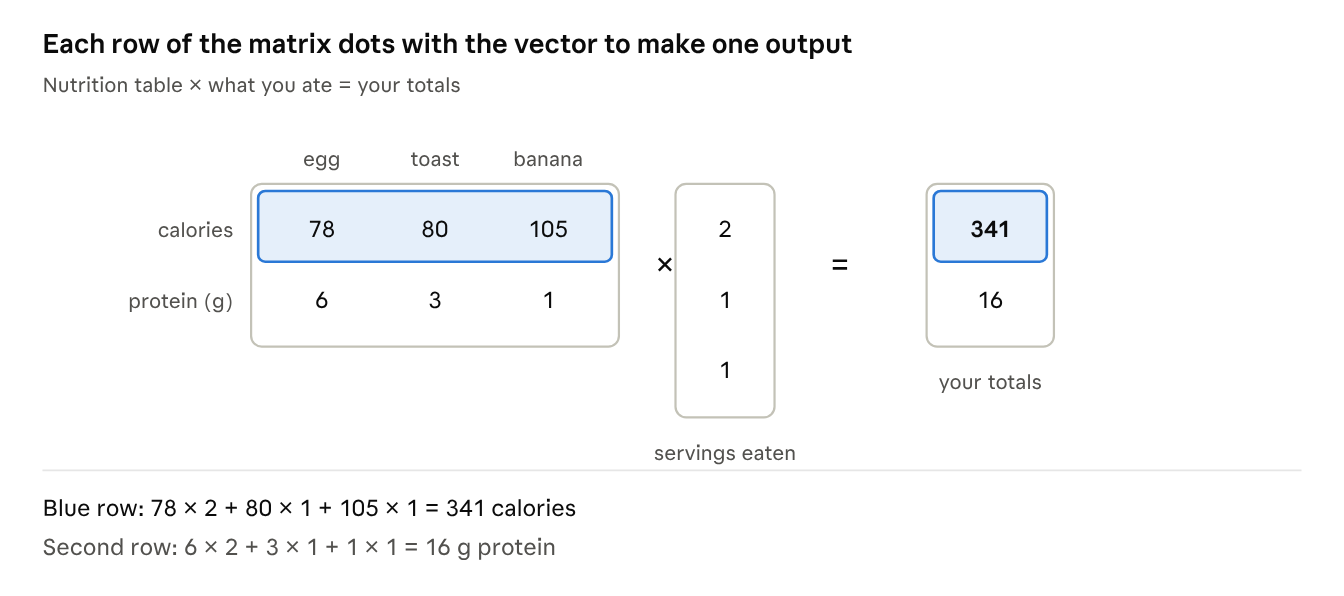 Each row of the matrix dots with the vector to make one output
Nutrition table × what you ate = your totals
egg toast banana
calories 78 80 105 2 341
× =
protein (g) 6 3 1 1 16
1
your totals
servings eaten
Blue row: 78 × 2 + 80 × 1 + 105 × 1 = 341 calories
Second row: 6 × 2 + 3 × 1 + 1 × 1 = 16 g protein